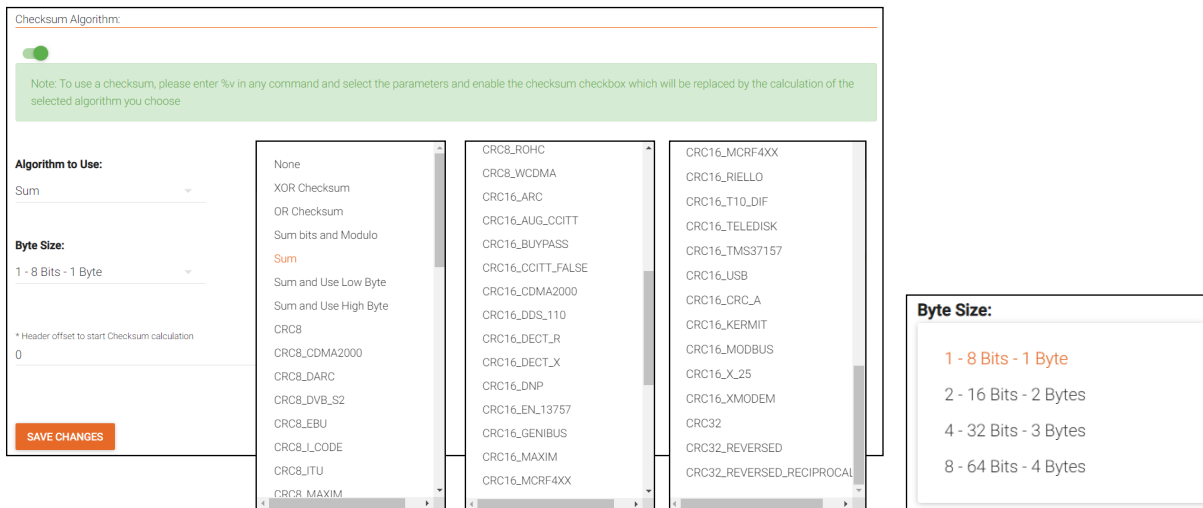 Checksum Algorithm:
Note: To use a checksum, please enter %v in any command and select the parameters and enable the checksum checkbox which will be replaced by the calculation of the
selected algorithm you choose
Algorithm to Use:
Sum
Byte Size:
1 - 8 Bits - 1 Byte
* Header offset to start Checksum calculation
0
SAVE CHANGES
None
XOR Checksum
OR Checksum
Sum bits and Modulo
Sum
Sum and Use Low Byte
Sum and Use High Byte
CRC8
CRC8_CDMA2000
CRC8_DARC
CRC8_DVB_S2
CRC8_EBU
CRC8_I_CODE
CRC8_ITU
CRC8_MAXIM
CRC8_ROHC
CRC8_WCDMA
CRC16_ARC
CRC16_AUG_CCITT
CRC16_BUYPASS
CRC16_CCITT_FALSE
CRC16_CDMA2000
CRC16_DDS_110
CRC16_DECT_R
CRC16_DECT_X
CRC16_DNP
CRC16_EN_13757
CRC16_GENIBUS
CRC16_MAXIM
CRC16_MCRF4XX
CRC16_MCRF4XX
CRC16_RIELLO
CRC16_T10_DIF
CRC16_TELEDISK
CRC16_TMS37157
CRC16_USB
CRC16_CRC_A
CRC16_KERMIT
CRC16_MODBUS
CRC16_X_25
CRC16_XMODEM
CRC32
CRC32_REVERSED
CRC32_REVERSED_RECIPROCAL
Byte Size:
1 - 8 Bits - 1 Byte
2 - 16 Bits - 2 Bytes
4 - 32 Bits - 3 Bytes
8 - 64 Bits - 4 Bytes